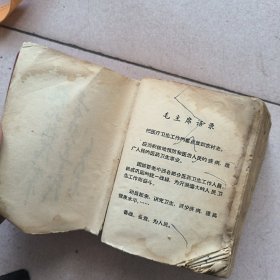 毛主席语录
把医疗卫生工作的重点放到农村去。
应当积极地预防和医治人民的疾病，推
广人民的医药卫生事业。
团结新老中西各部分医药卫生工作人员，
组成巩固的统一战线，为开展伟大的人民卫
生工作而奋斗。
动员起来，讲究卫生，减少疾病，提高
健康水平，……
备战、备荒、为人民。